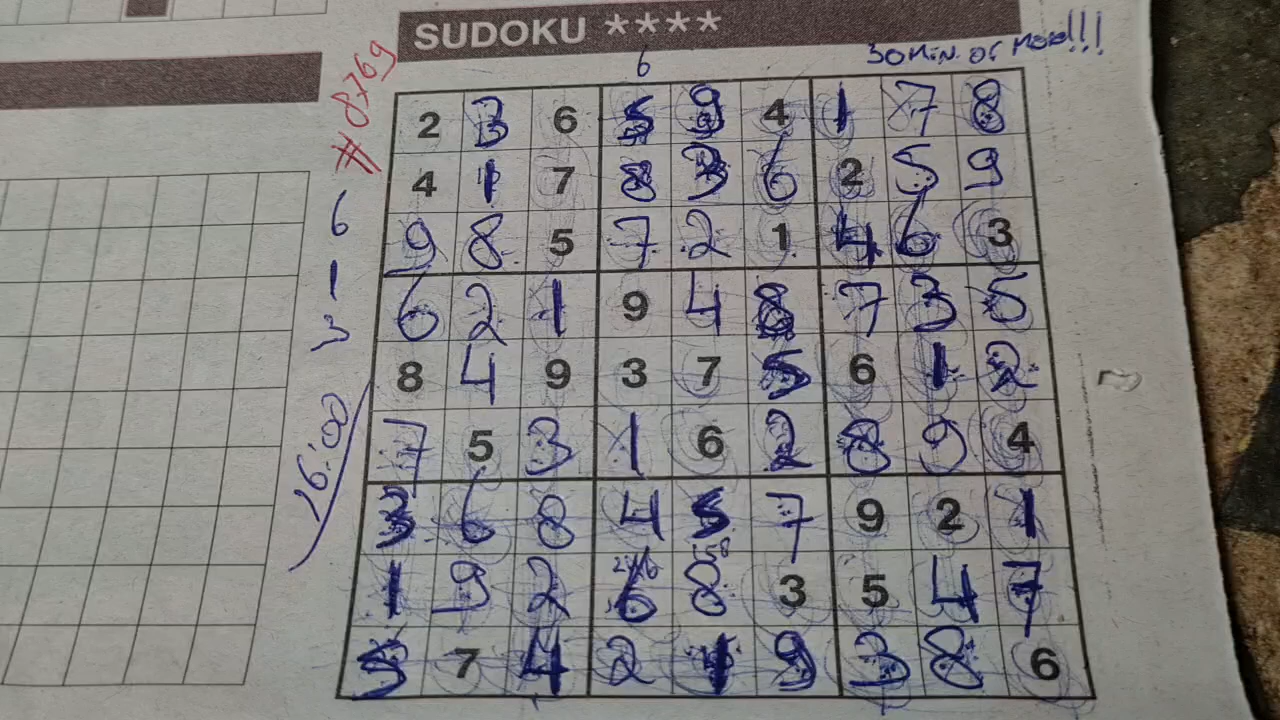 SUDOKU ****
30 Min. or More!!!
6
#08369
6
1
16:00
2 3 6 5 9 4 1 7 8
4 1 7 8 3 6 2 5 9
9 8 5 7 2 1 4 6 3
6 2 1 9 4 8 7 3 5
8 4 9 3 7 5 6 1 2
7 5 3 1 6 2 8 9 4
3 6 8 4 5 7 9 2 1
1 9 2 6 8 3 5 4 7
5 7 4 2 1 9 3 8 6